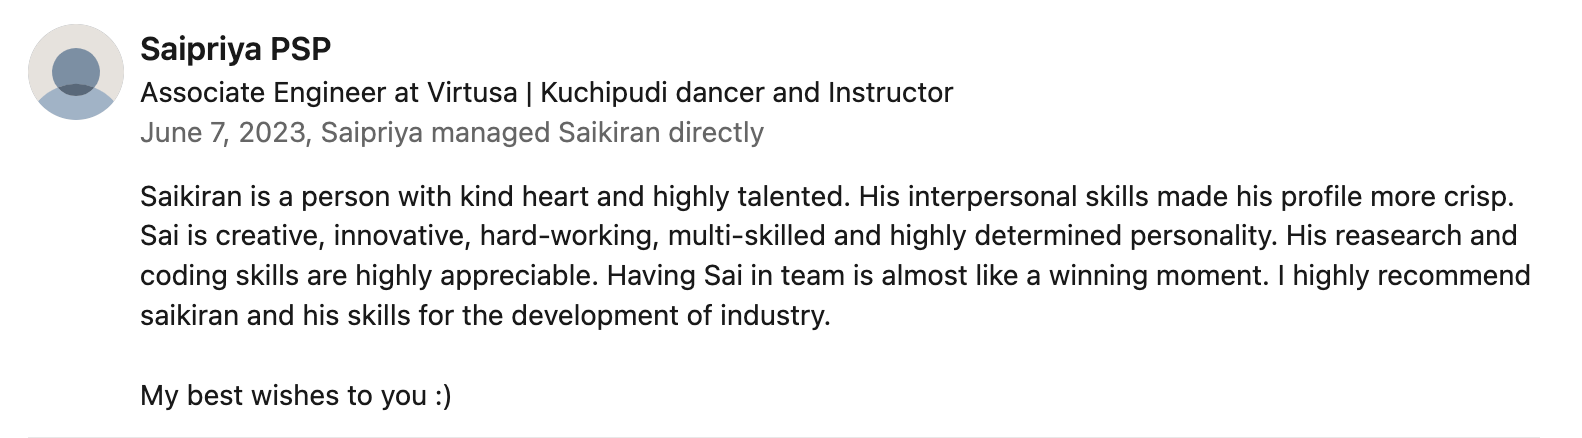 Saipriya PSP
Associate Engineer at Virtusa | Kuchipudi dancer and Instructor
June 7, 2023, Saipriya managed Saikiran directly
Saikiran is a person with kind heart and highly talented. His interpersonal skills made his profile more crisp.
Sai is creative, innovative, hard-working, multi-skilled and highly determined personality. His reasearch and
coding skills are highly appreciable. Having Sai in team is almost like a winning moment. I highly recommend
saikiran and his skills for the development of industry.
My best wishes to you :)